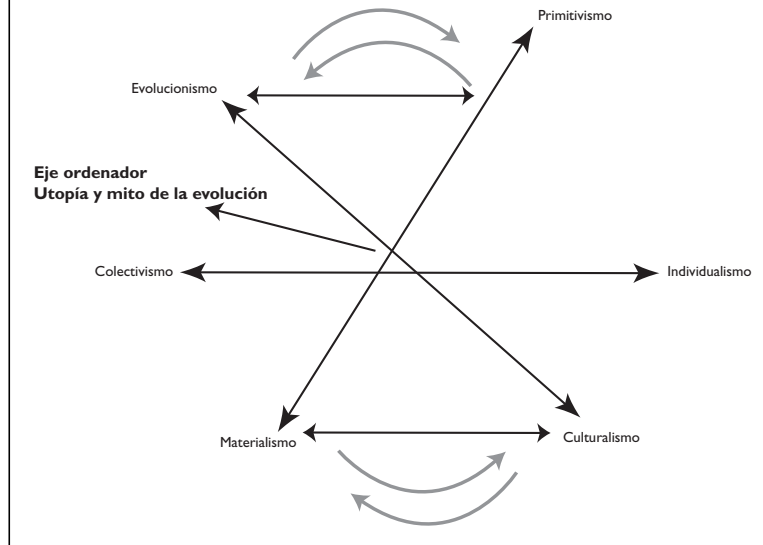 Primitivismo
Evolucionismo
Eje ordenador
Utopía y mito de la evolución
Colectivismo
Individualismo
Materialismo
Culturalismo